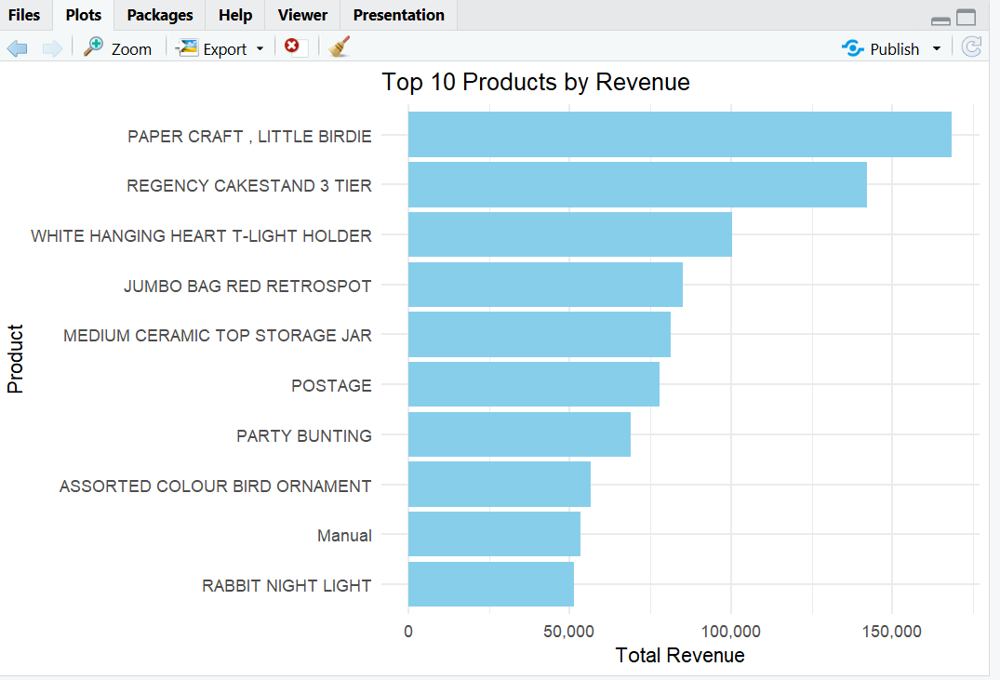 Files Plots Packages Help Viewer Presentation
Zoom Export Publish
Top 10 Products by Revenue
PAPER CRAFT , LITTLE BIRDIE
REGENCY CAKESTAND 3 TIER
WHITE HANGING HEART T-LIGHT HOLDER
JUMBO BAG RED RETROSPOT
MEDIUM CERAMIC TOP STORAGE JAR
POSTAGE
PARTY BUNTING
ASSORTED COLOUR BIRD ORNAMENT
Manual
RABBIT NIGHT LIGHT
Product
0 50,000 100,000 150,000
Total Revenue